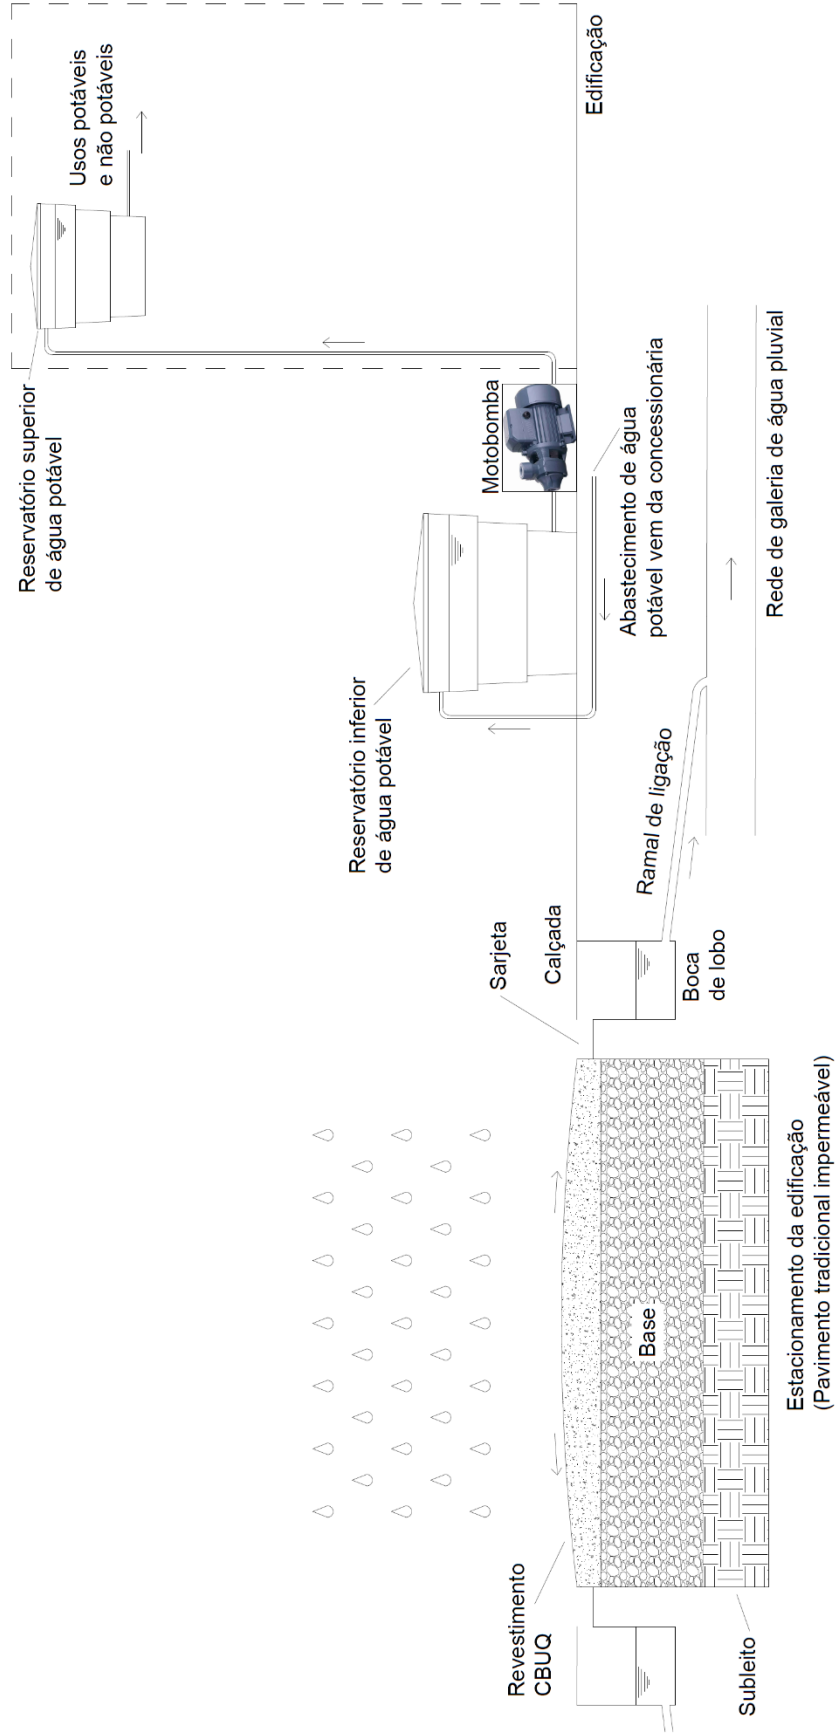 Revestimento
CBUQ
Subleito
Base
Estacionamento da edificação
(Pavimento tradicional impermeável)
Sarjeta
Calçada
Boca
de lobo
Ramal de ligação
Rede de galeria de água pluvial
Reservatório inferior
de água potável
Abastecimento de água
potável vem da concessionária
Motobomba
Reservatório superior
de água potável
Usos potáveis
e não potáveis
Edificação